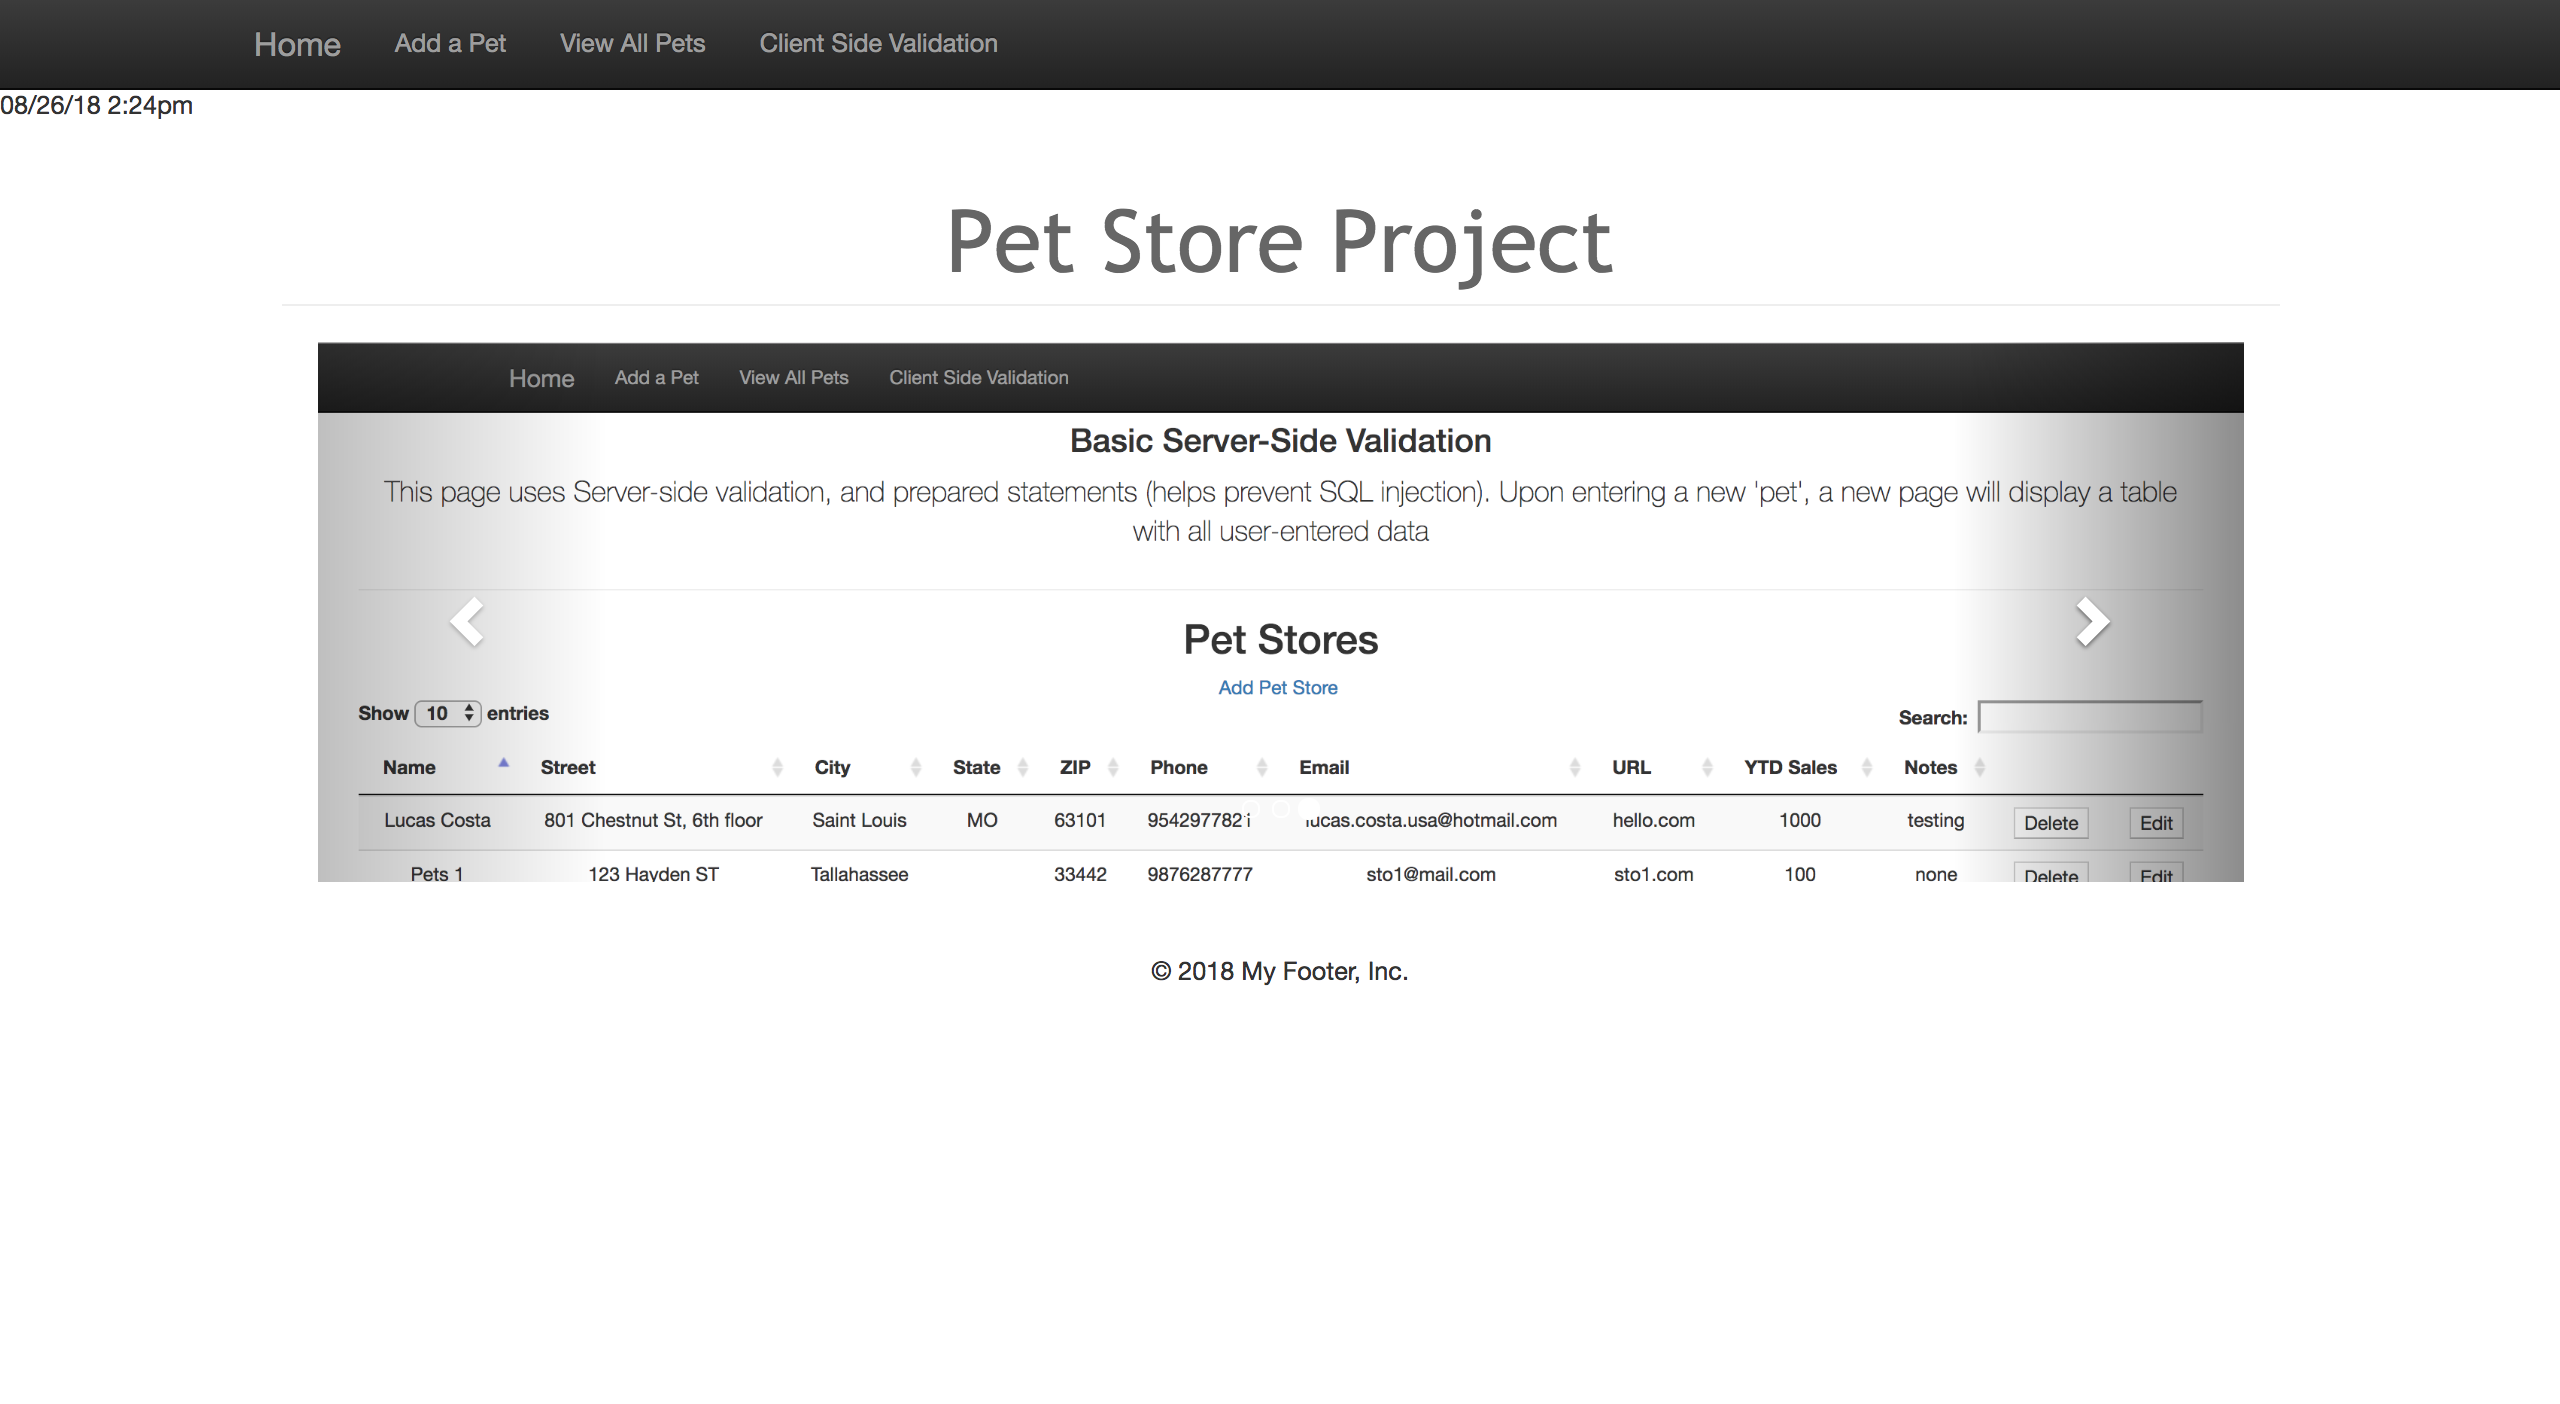 Home Add a Pet View All Pets Client Side Validation
08/26/18 2:24pm
Pet Store Project
Home Add a Pet View All Pets Client Side Validation
Basic Server-Side Validation
This page uses Server-side validation, and prepared statements (helps prevent SQL injection). Upon entering a new 'pet', a new page will display a table
with all user-entered data
Pet Stores
Add Pet Store
Show 10 entries Search:
Name Street City State ZIP Phone Email URL YTD Sales Notes
Lucas Costa 801 Chestnut St, 6th floor Saint Louis MO 63101 9542977821 lucas.costa.usa@hotmail.com hello.com 1000 testing Delete Edit
Pets 1 123 Hayden ST Tallahassee 33442 9876287777 sto1@mail.com sto1.com 100 none Delete Edit
© 2018 My Footer, Inc.